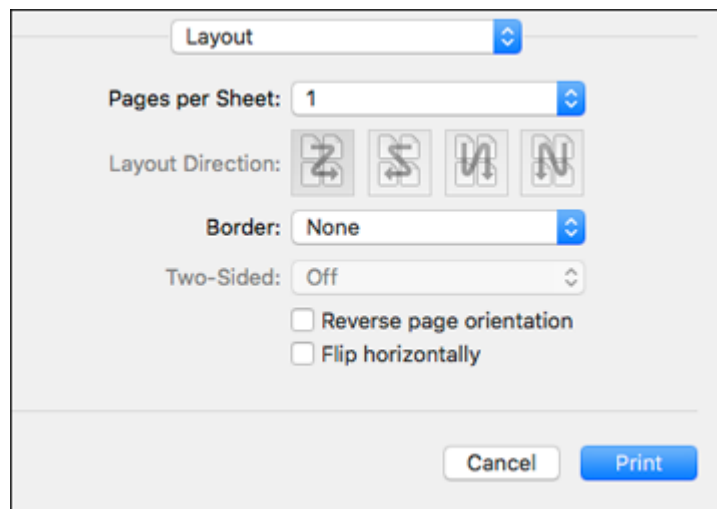 Layout
Pages per Sheet: 1
Layout Direction:
Border: None
Two-Sided: Off
Reverse page orientation
Flip horizontally
Cancel Print